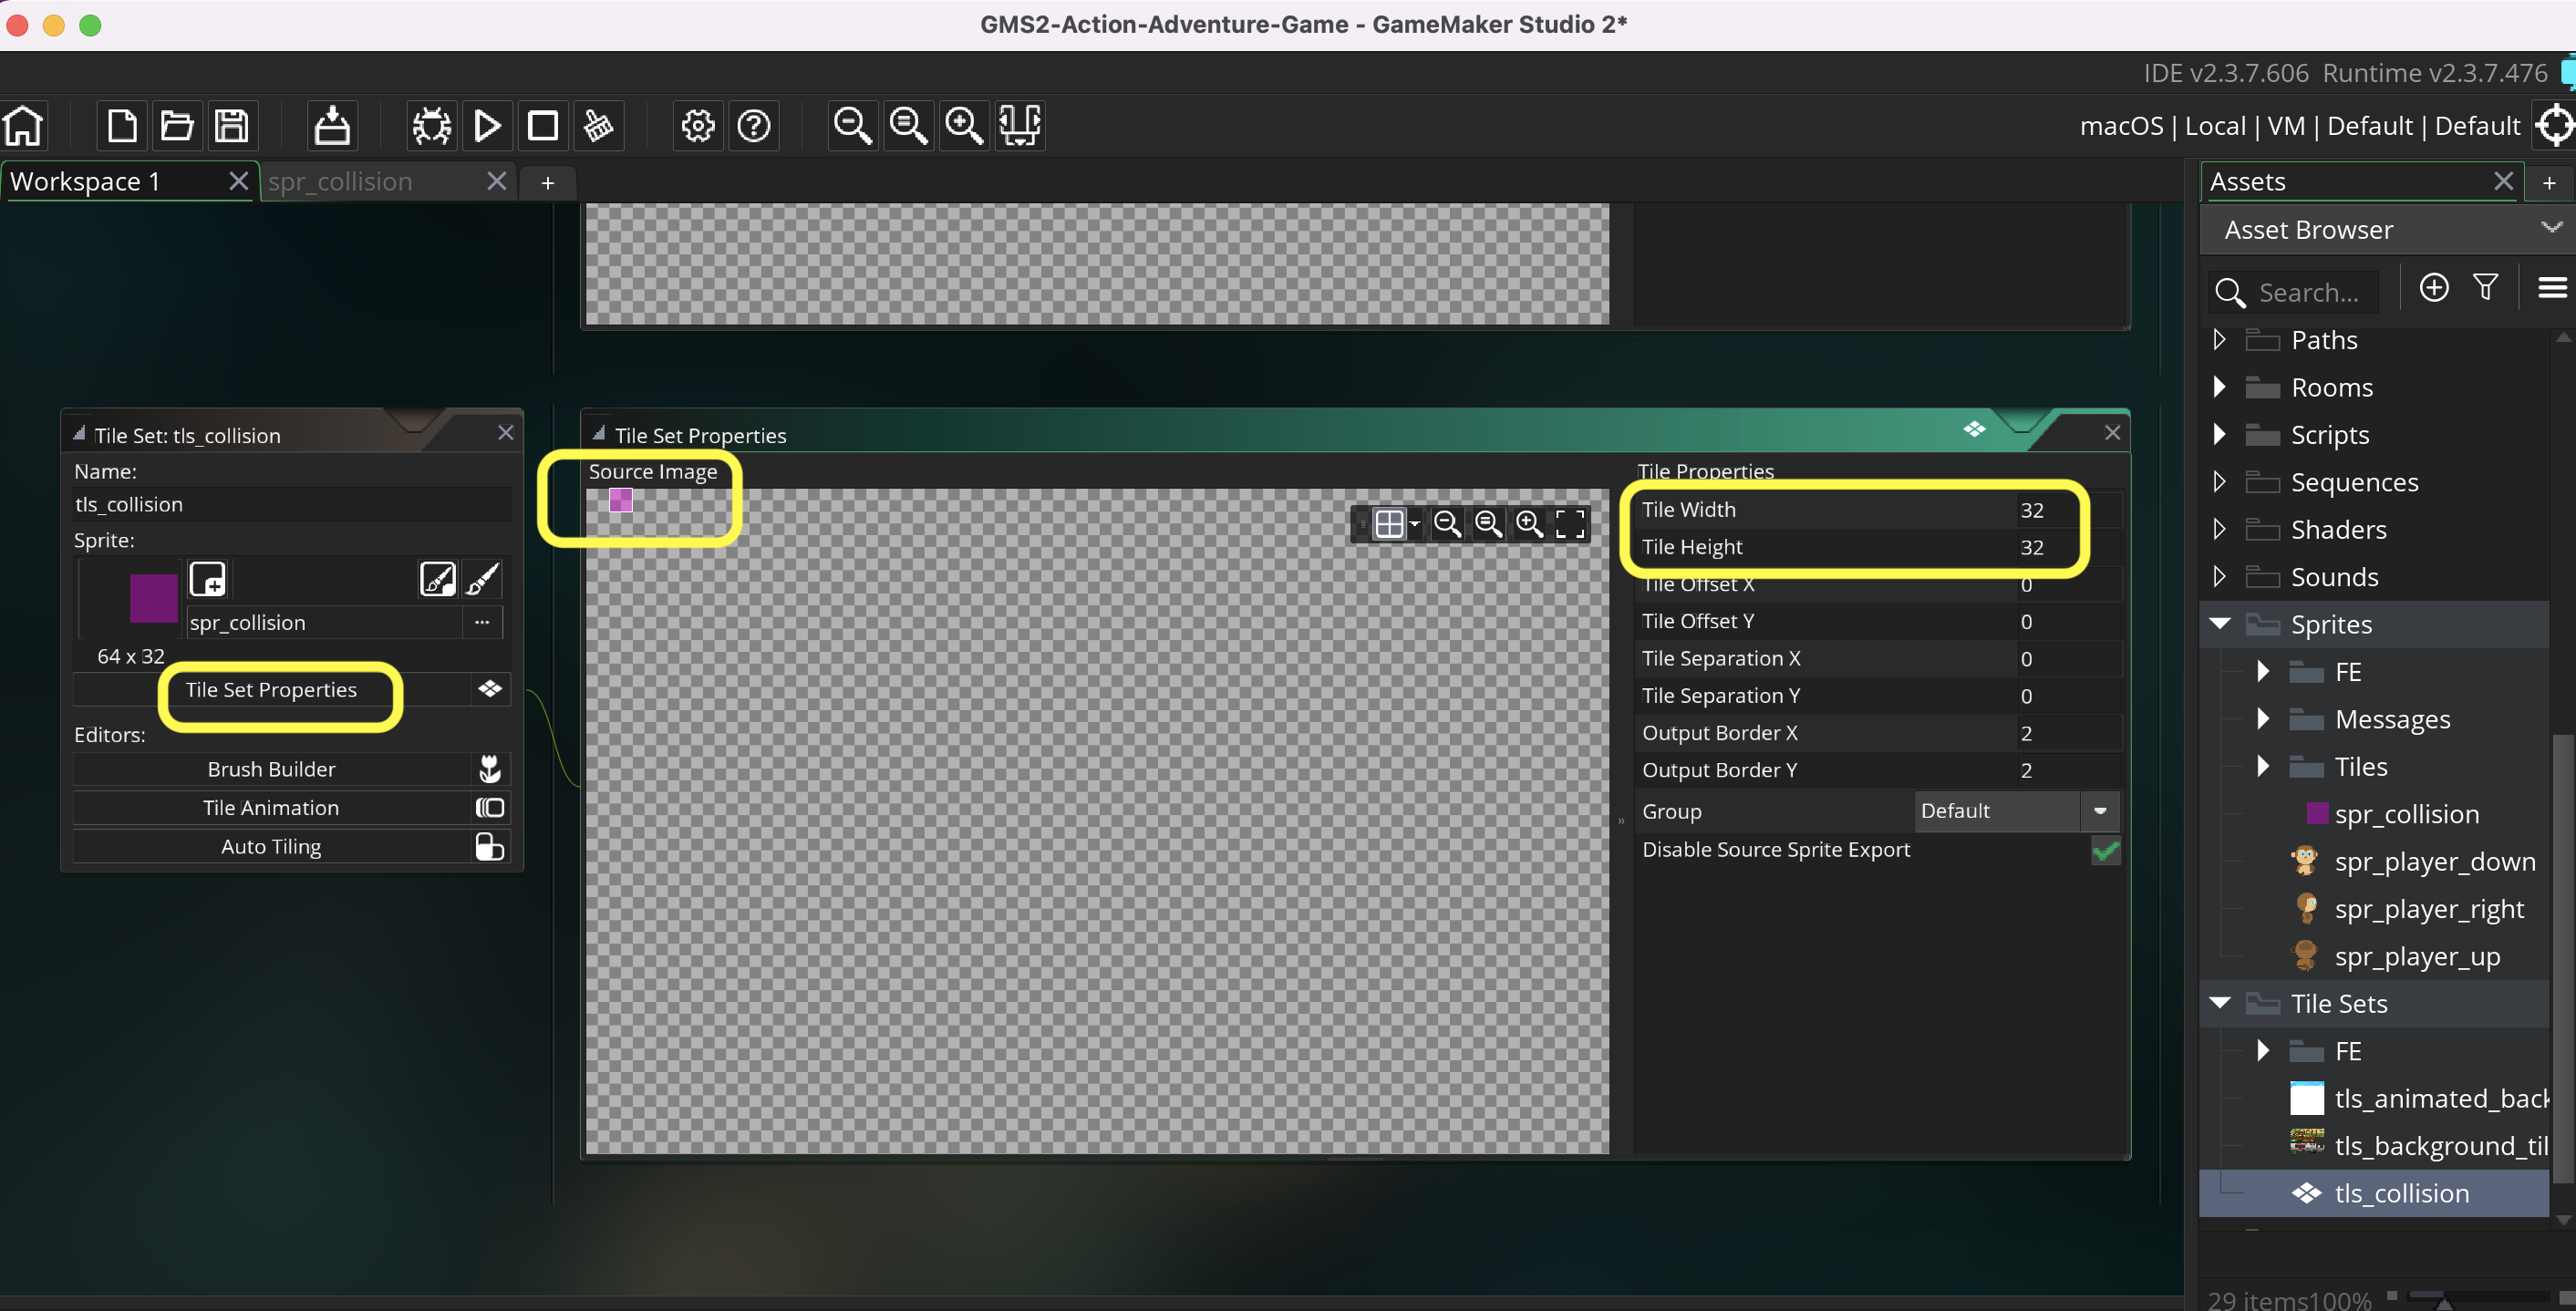 GMS2-Action-Adventure-Game - GameMaker Studio 2*
IDE v2.3.7.606 Runtime v2.3.7.476
macOS | Local | VM | Default | Default
Workspace 1
spr_collision
Assets
Asset Browser
Search...
Paths
Rooms
Scripts
Sequences
Shaders
Sounds
Sprites
FE
Messages
Tiles
spr_collision
spr_player_down
spr_player_right
spr_player_up
Tile Sets
FE
tls_animated_back
tls_background_til
tls_collision
29 items 100%
Tile Set: tls_collision
Name:
tls_collision
Sprite:
spr_collision
...
64 x 32
Tile Set Properties
Editors:
Brush Builder
Tile Animation
Auto Tiling
Tile Set Properties
Source Image
Tile Properties
Tile Width 32
Tile Height 32
Tile Offset X 0
Tile Offset Y 0
Tile Separation X 0
Tile Separation Y 0
Output Border X 2
Output Border Y 2
Group Default
Disable Source Sprite Export